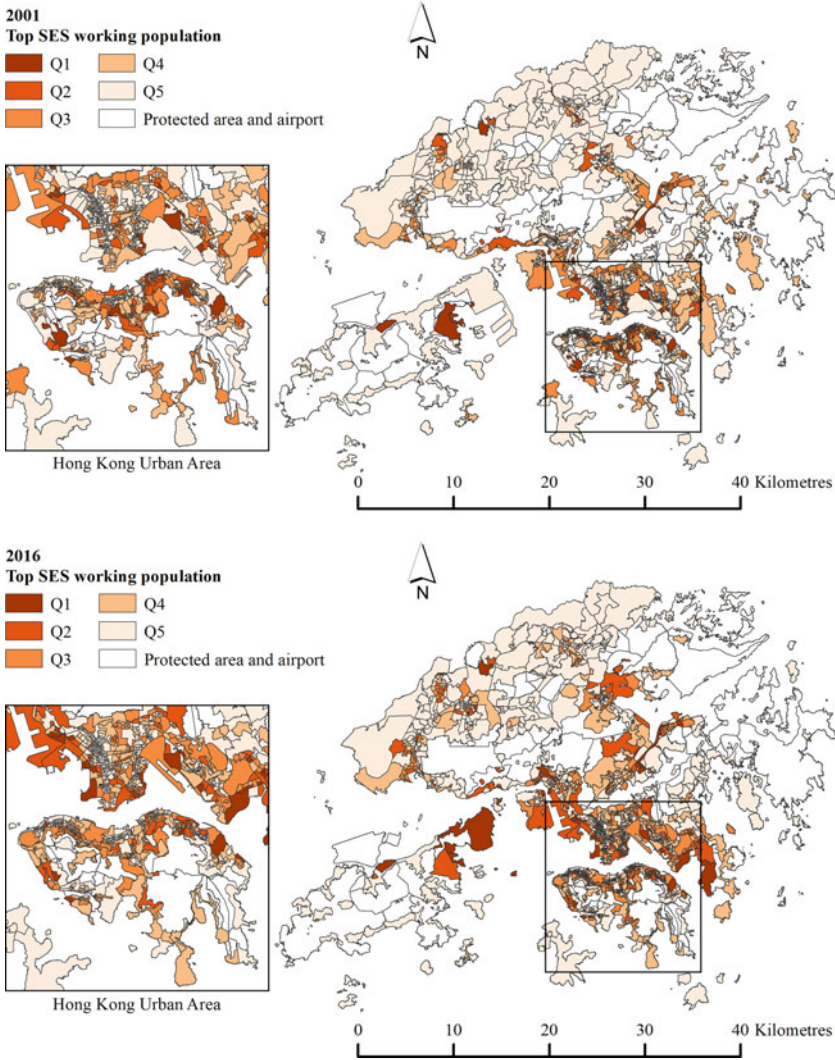 2001
Top SES working population
Q1 Q4
Q2 Q5
Q3 Protected area and airport
N
Hong Kong Urban Area
0 10 20 30 40 Kilometres
2016
Top SES working population
Q1 Q4
Q2 Q5
Q3 Protected area and airport
N
Hong Kong Urban Area
0 10 20 30 40 Kilometres